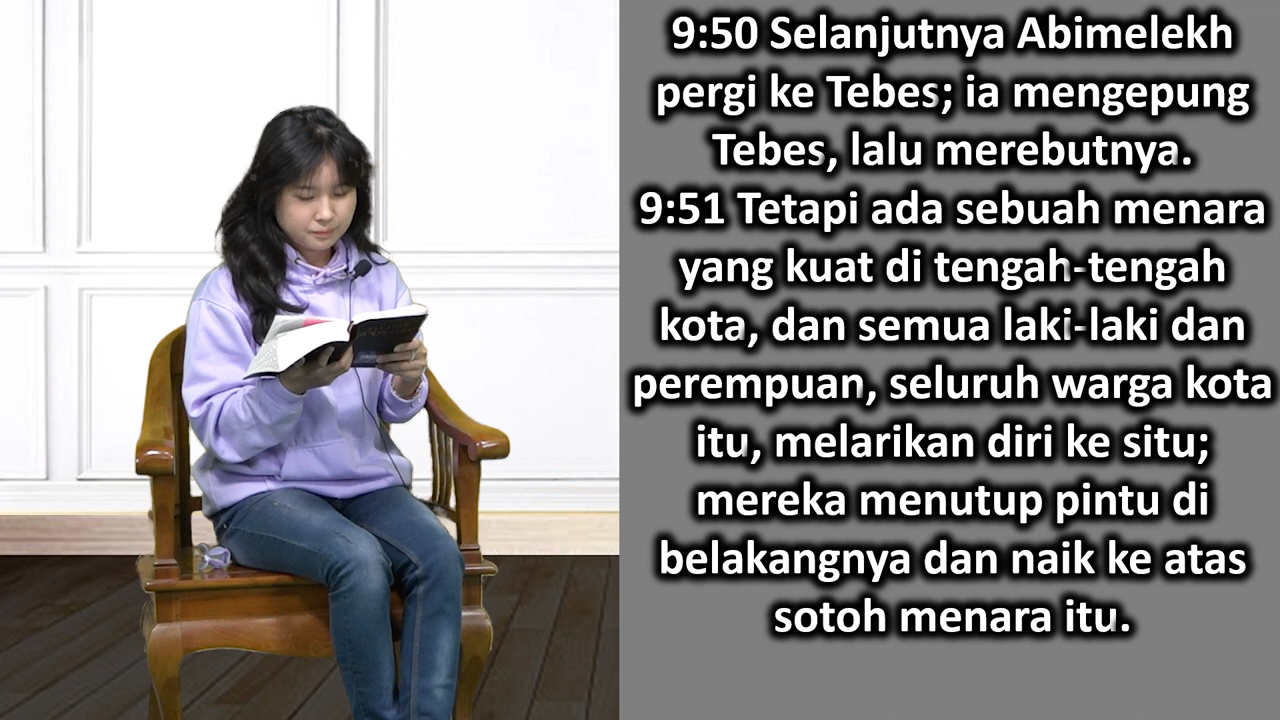 9:50 Selanjutnya Abimelekh
pergi ke Tebes; ia mengepung
Tebes, lalu merebutnya.
9:51 Tetapi ada sebuah menara
yang kuat di tengah-tengah
kota, dan semua laki-laki dan
perempuan, seluruh warga kota
itu, melarikan diri ke situ;
mereka menutup pintu di
belakangnya dan naik ke atas
sotoh menara itu.